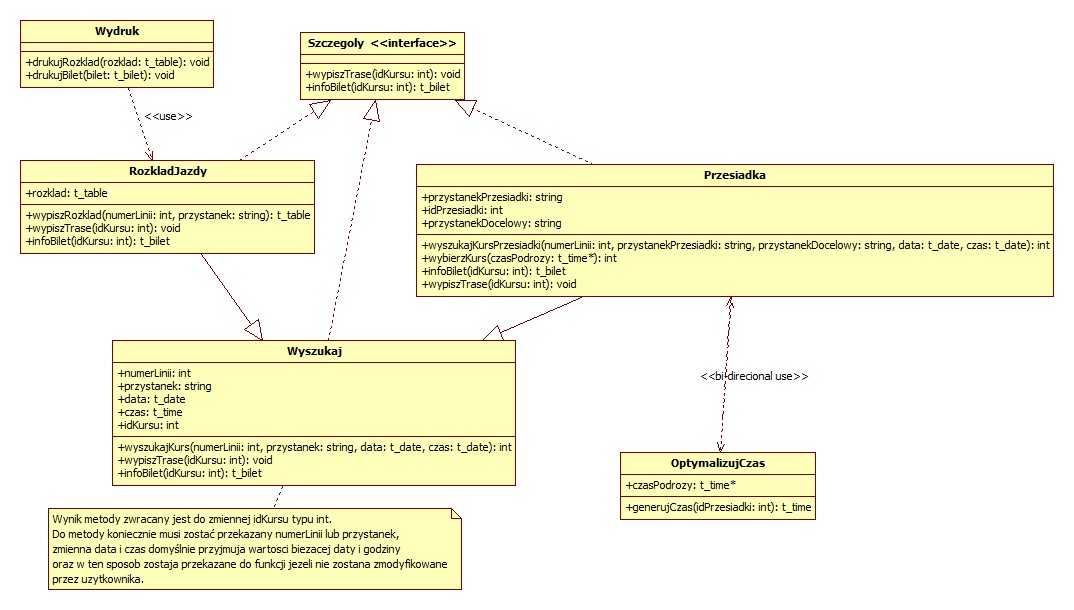 Wydruk
+drukujRozklad(rozklad: t_table): void
+drukujBilet(bilet: t_bilet): void
Szczegoly <<interface>>
+wypiszTrase(idKursu: int): void
+infoBilet(idKursu: int): t_bilet
<<use>>
RozkladJazdy
+rozklad: t_table
+wypiszRozklad(numerLinii: int, przystanek: string): t_table
+wypiszTrase(idKursu: int): void
+infoBilet(idKursu: int): t_bilet
Przesiadka
+przystanekPrzesiadki: string
+idPrzesiadki: int
+przystanekDocelowy: string
+wyszukajKursPrzesiadki(numerLinii: int, przystanekPrzesiadki: string, przystanekDocelowy: string, data: t_date, czas: t_date): int
+wybierzKurs(czasPodrozy: t_time*): int
+infoBilet(idKursu: int): t_bilet
+wypiszTrase(idKursu: int): void
Wyszukaj
+numerLinii: int
+przystanek: string
+data: t_date
+czas: t_time
+idKursu: int
+wyszukajKurs(numerLinii: int, przystanek: string, data: t_date, czas: t_date): int
+wypiszTrase(idKursu: int): void
+infoBilet(idKursu: int): t_bilet
<<bi-direcional use>>
OptymalizujCzas
+czasPodrozy: t_time*
+generujCzas(idPrzesiadki: int): t_time
Wynik metody zwracany jest do zmiennej idKursu typu int.
Do metody koniecznie musi zostać przekazany numerLinii lub przystanek,
zmienna data i czas domyślnie przyjmuja wartosci biezacej daty i godziny
oraz w ten sposob zostaja przekazane do funkcji jezeli nie zostana zmodyfikowane
przez uzytkownika.